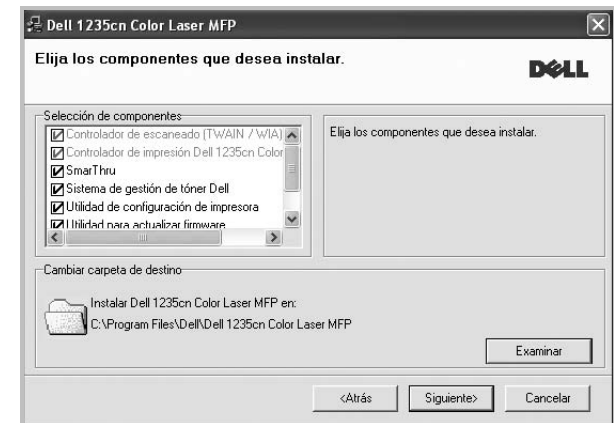 Dell 1235cn Color Laser MFP
Elija los componentes que desea instalar.
DELL
Selección de componentes
Controlador de escaneado (TWAIN / WIA)
Controlador de impresión Dell 1235cn Color
SmarThru
Sistema de gestión de tóner Dell
Utilidad de configuración de impresora
Utilidad para actualizar firmware
Elija los componentes que desea instalar.
Cambiar carpeta de destino
Instalar Dell 1235cn Color Laser MFP en:
C:\Program Files\Dell\Dell 1235cn Color Laser MFP
Examinar
<Atrás
Siguiente>
Cancelar